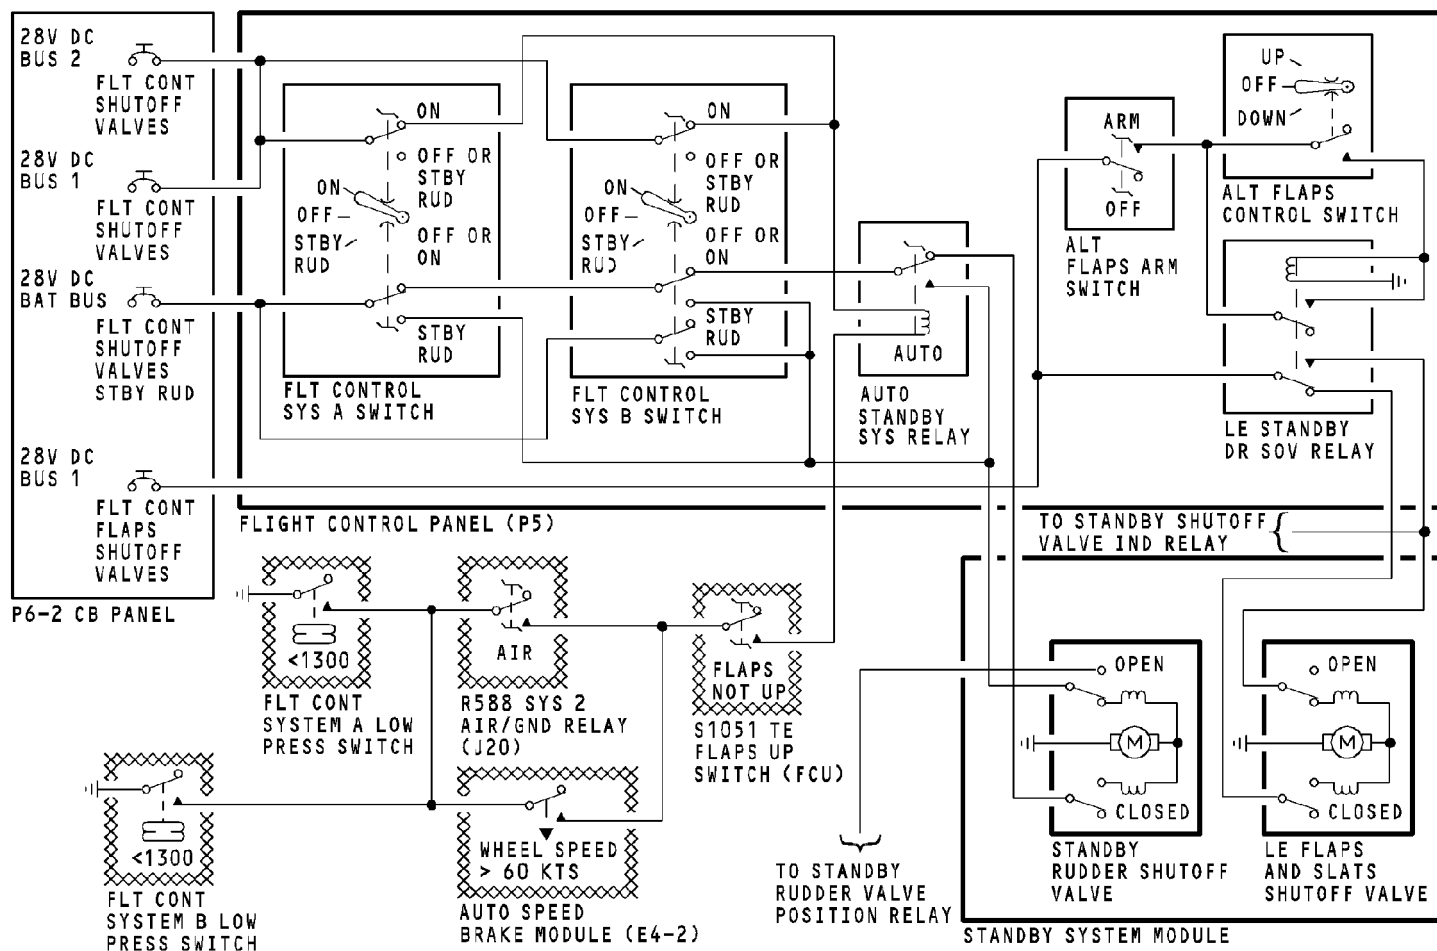 28V DC
BUS 2
FLT CONT
SHUTOFF
VALVES
28V DC
BUS 1
FLT CONT
SHUTOFF
VALVES
28V DC
BAT BUS
FLT CONT
SHUTOFF
VALVES
STBY RUD
28V DC
BUS 1
FLT CONT
FLAPS
SHUTOFF
VALVES
P6-2 CB PANEL
ON
OFF OR
STBY
RUD
ON
OFF
STBY
RUD
OFF OR
ON
STBY
RUD
FLT CONTROL
SYS A SWITCH
ON
OFF OR
STBY
RUD
ON
OFF
STBY
RUD
OFF OR
ON
STBY
RUD
FLT CONTROL
SYS B SWITCH
AUTO
AUTO
STANDBY
SYS RELAY
ARM
OFF
ALT
FLAPS ARM
SWITCH
UP
OFF
DOWN
ALT FLAPS
CONTROL SWITCH
LE STANDBY
DR SOV RELAY
FLIGHT CONTROL PANEL (P5)
TO STANDBY SHUTOFF
VALVE IND RELAY
<1300
FLT CONT
SYSTEM A LOW
PRESS SWITCH
AIR
R588 SYS 2
AIR/GND RELAY
(J20)
FLAPS
NOT UP
S1051 TE
FLAPS UP
SWITCH (FCU)
<1300
FLT CONT
SYSTEM B LOW
PRESS SWITCH
WHEEL SPEED
> 60 KTS
AUTO SPEED
BRAKE MODULE (E4-2)
TO STANDBY
RUDDER VALVE
POSITION RELAY
OPEN
M
CLOSED
STANDBY
RUDDER SHUTOFF
VALVE
OPEN
M
CLOSED
LE FLAPS
AND SLATS
SHUTOFF VALVE
STANDBY SYSTEM MODULE